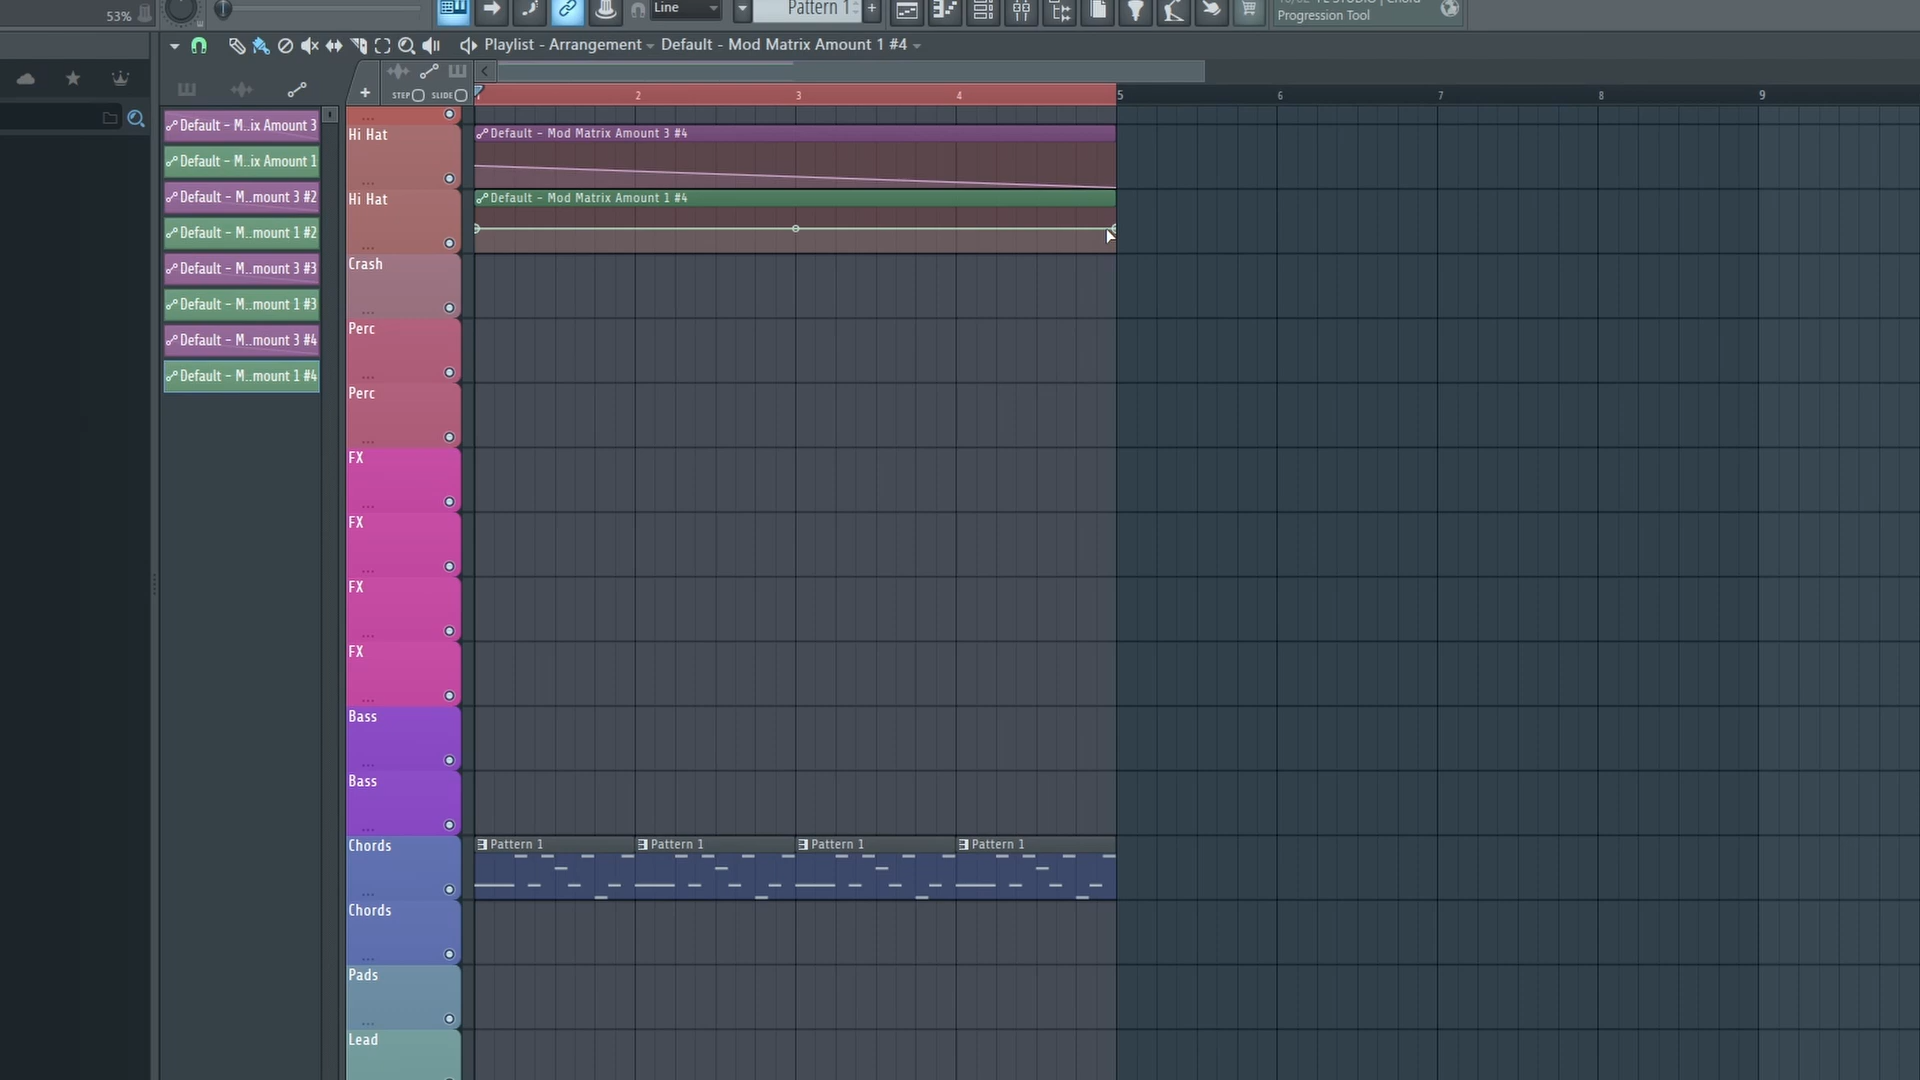 53%
Line
Pattern 1
Progression Tool
Playlist - Arrangement
Default - Mod Matrix Amount 1 #4
STEP
SLIDE
2
3
4
5
6
7
8
9
Default - M..ix Amount 3
Default - M..ix Amount 1
Default - M..mount 3 #2
Default - M..mount 1 #2
Default - M..mount 3 #3
Default - M..mount 1 #3
Default - M..mount 3 #4
Default - M..mount 1 #4
Hi Hat
Default - Mod Matrix Amount 3 #4
Hi Hat
Default - Mod Matrix Amount 1 #4
Crash
Perc
Perc
FX
FX
FX
FX
Bass
Bass
Chords
Pattern 1
Pattern 1
Pattern 1
Pattern 1
Chords
Pads
Lead